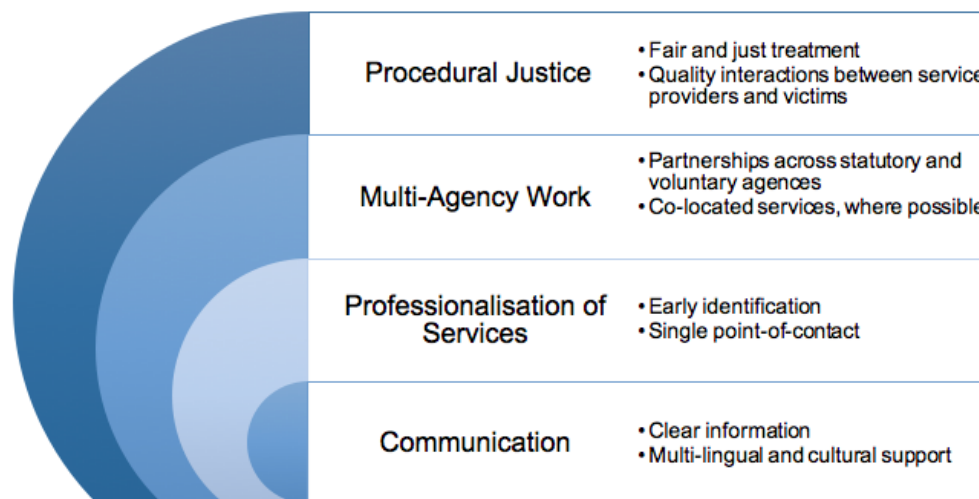 Procedural Justice
• Fair and just treatment
• Quality interactions between service
providers and victims
Multi-Agency Work
• Partnerships across statutory and
voluntary agences
• Co-located services, where possible
Professionalisation of
Services
• Early identification
• Single point-of-contact
Communication
• Clear information
• Multi-lingual and cultural support